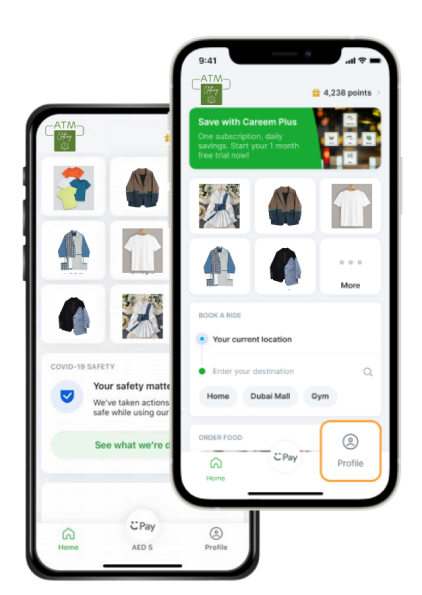 ATM
Clothing
9:41
4,238 points
Save with Careem Plus
One subscription, daily
savings. Start your 1 month
free trial now!
More
BOOK A RIDE
Your current location
Enter your destination
Home
Dubai Mall
Gym
ORDER FOOD
Home
Pay
Profile
ATM
Clothing
COVID-19 SAFETY
Your safety matte
We've taken actions
safe while using our
See what we're d
Home
Pay
AED 5
Profile